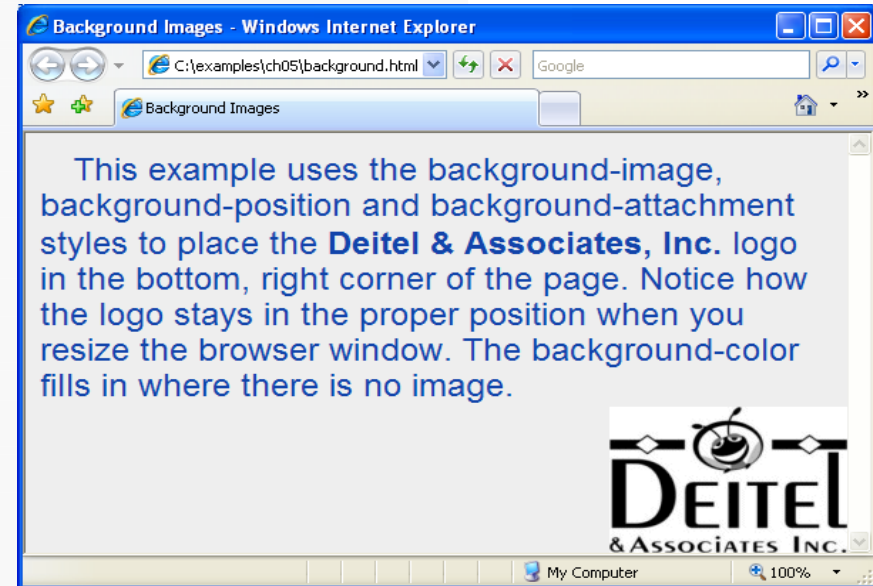 Background Images - Windows Internet Explorer
C:\examples\ch05\background.html
Google
Background Images
This example uses the background-image,
background-position and background-attachment
styles to place the Deitel & Associates, Inc. logo
in the bottom, right corner of the page. Notice how
the logo stays in the proper position when you
resize the browser window. The background-color
fills in where there is no image.
DEITEL
& ASSOCIATES INC.
My Computer
100%